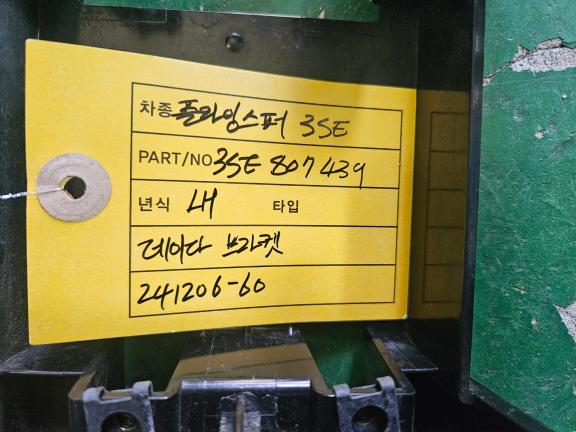 차종 플라잉스퍼 3SE
PART/NO 3SE 807 439
년식 내 타입
레이다 브라켓
241206-60